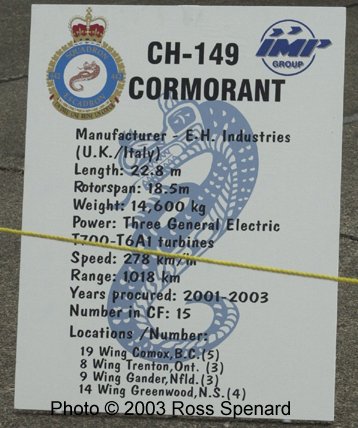 SQUADRON
442
ESCADRON
CH-149
CORMORANT
IMP
GROUP
Manufacturer - E.H. Industries
(U.K./Italy)
Length: 22.8 m
Rotorspan: 18.5m
Weight: 14,600 kg
Power: Three General Electric
T700-T6A1 turbines
Speed: 278 km/h
Range: 1018 km
Years procured: 2001-2003
Number in CF: 15
Locations /Number:
19 Wing Comox,B.C.(5)
8 Wing Trenton,Ont. (3)
9 Wing Gander,Nfld.(3)
14 Wing Greenwood,N.S.(4)
Photo © 2003 Ross Spenard